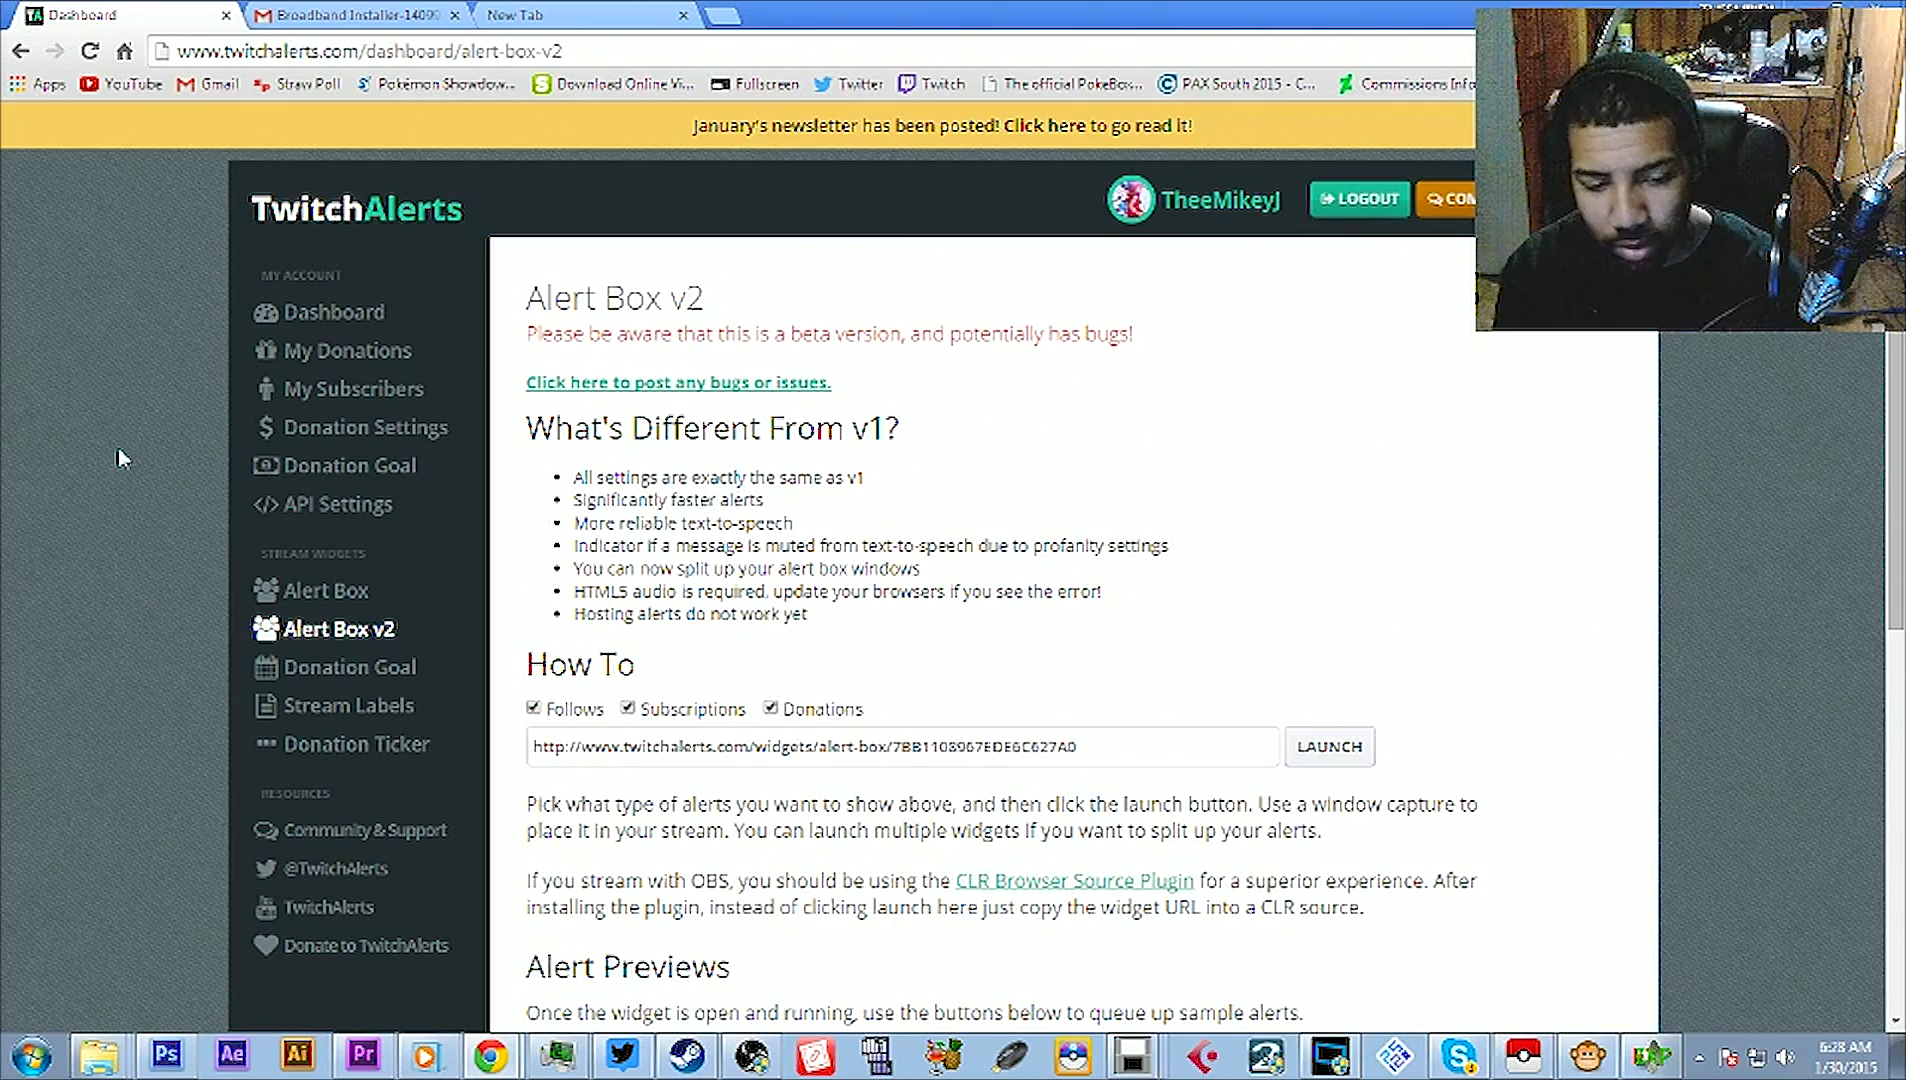 Dashboard
Broadband Installer-14099
New Tab
www.twitchalerts.com/dashboard/alert-box-v2
Apps YouTube Gmail Straw Poll Pokémon Showdow... Download Online Vi... Fullscreen Twitter Twitch The official PokeBox... PAX South 2015 - C... Commissions Info
January's newsletter has been posted! Click here to go read it!
TwitchAlerts
TheeMikeyJ
LOGOUT
COM
MY ACCOUNT
Dashboard
My Donations
My Subscribers
Donation Settings
Donation Goal
API Settings
STREAM WIDGETS
Alert Box
Alert Box v2
Donation Goal
Stream Labels
Donation Ticker
RESOURCES
Community & Support
@TwitchAlerts
TwitchAlerts
Donate to TwitchAlerts
Alert Box v2
Please be aware that this is a beta version, and potentially has bugs!
Click here to post any bugs or issues.
What's Different From v1?
All settings are exactly the same as v1
Significantly faster alerts
More reliable text-to-speech
Indicator if a message is muted from text-to-speech due to profanity settings
You can now split up your alert box windows
HTML5 audio is required, update your browsers if you see the error!
Hosting alerts do not work yet
How To
Follows Subscriptions Donations
http://www.twitchalerts.com/widgets/alert-box/7BB1108967EDE6C627A0
LAUNCH
Pick what type of alerts you want to show above, and then click the launch button. Use a window capture to
place it in your stream. You can launch multiple widgets if you want to split up your alerts.
If you stream with OBS, you should be using the CLR Browser Source Plugin for a superior experience. After
installing the plugin, instead of clicking launch here just copy the widget URL into a CLR source.
Alert Previews
Once the widget is open and running, use the buttons below to queue up sample alerts.
Ps Ae Ai Pr
6:28 AM
1/30/2015